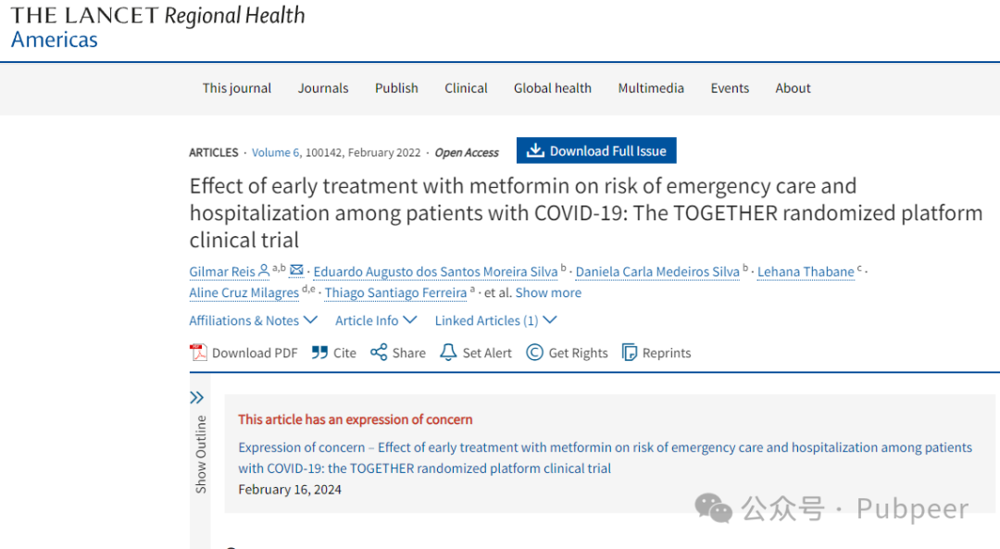 THE LANCET Regional Health
Americas
This journal Journals Publish Clinical Global health Multimedia Events About
ARTICLES · Volume 6, 100142, February 2022 · Open Access Download Full Issue
Effect of early treatment with metformin on risk of emergency care and
hospitalization among patients with COVID-19: The TOGETHER randomized platform
clinical trial
Gilmar Reis a,b · Eduardo Augusto dos Santos Moreira Silva b · Daniela Carla Medeiros Silva b · Lehana Thabane c ·
Aline Cruz Milagres d,e · Thiago Santiago Ferreira a · et al. Show more
Affiliations & Notes Article Info Linked Articles (1)
PDF Download PDF Cite Share Set Alert © Get Rights Reprints
Show Outline
This article has an expression of concern
Expression of concern – Effect of early treatment with metformin on risk of emergency care and hospitalization among patients
with COVID-19: the TOGETHER randomized platform clinical trial
February 16, 2024
公众号 · Pubpeer